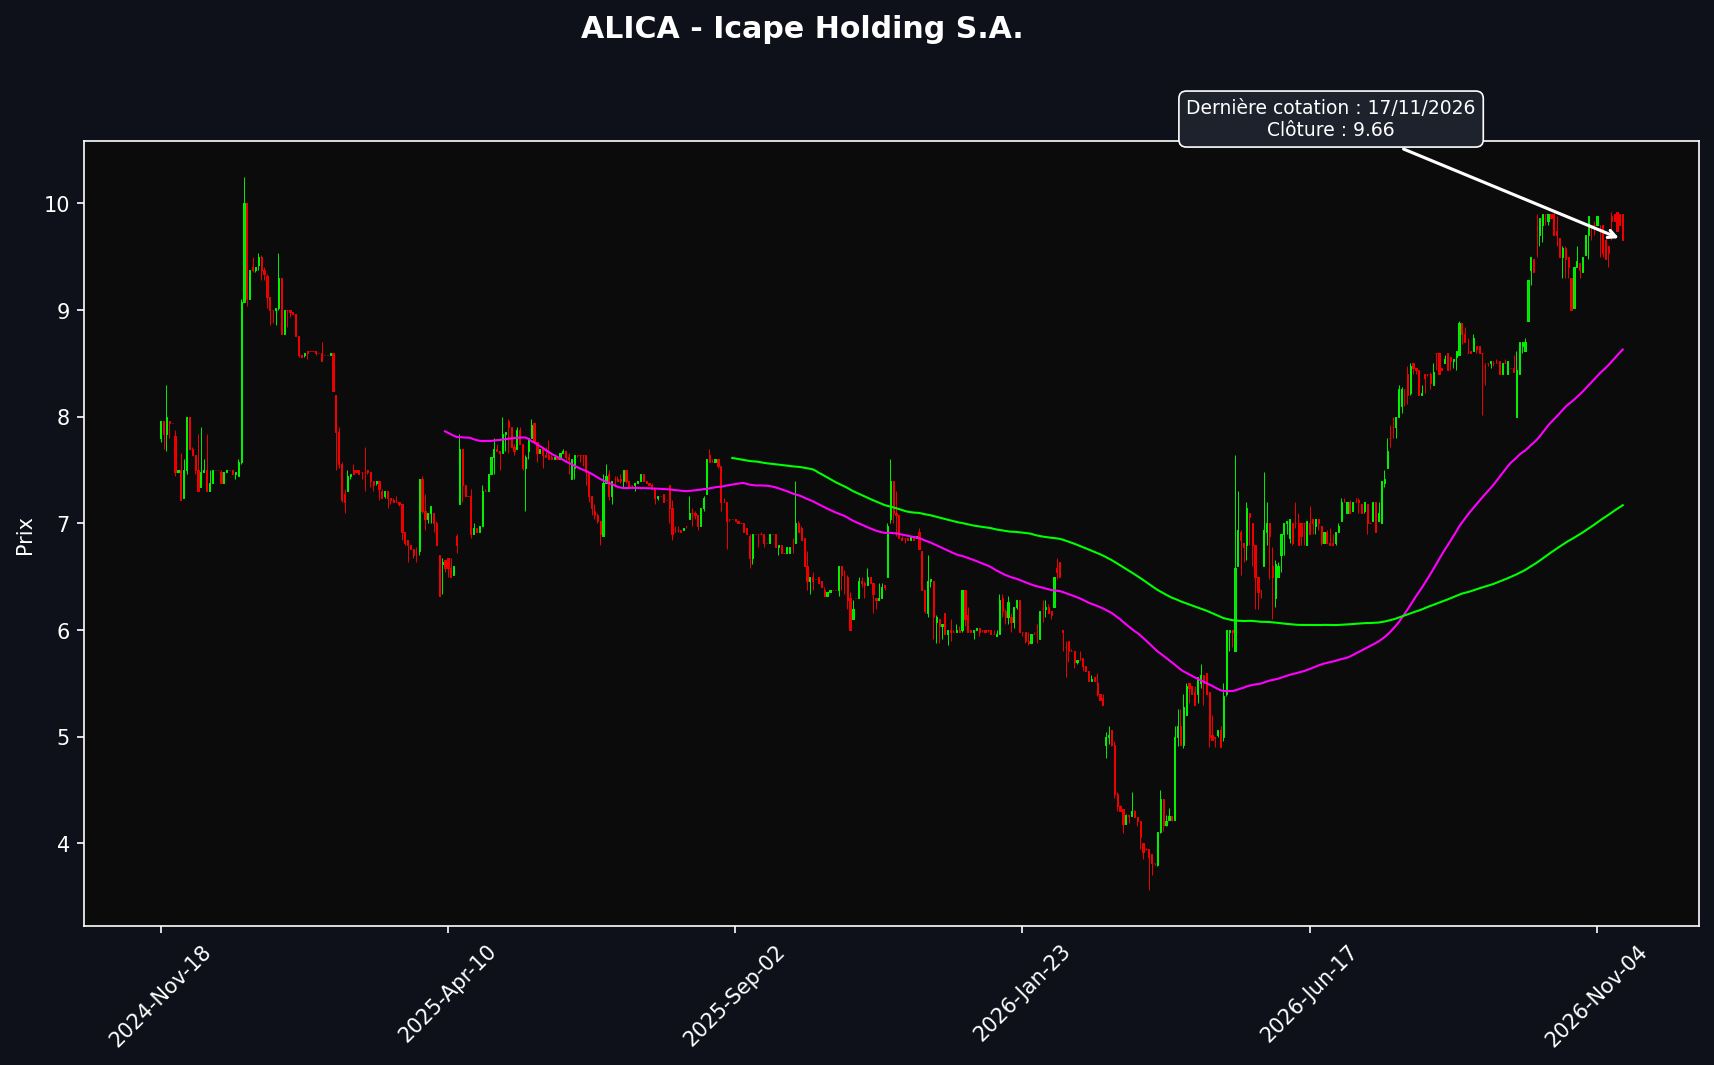 ALICA - Icape Holding S.A.
Dernière cotation : 17/11/2026
Clôture : 9.66
Prix
10
9
8
7
6
5
4
2024-Nov-18
2025-Apr-10
2025-Sep-02
2026-Jan-23
2026-Jun-17
2026-Nov-04